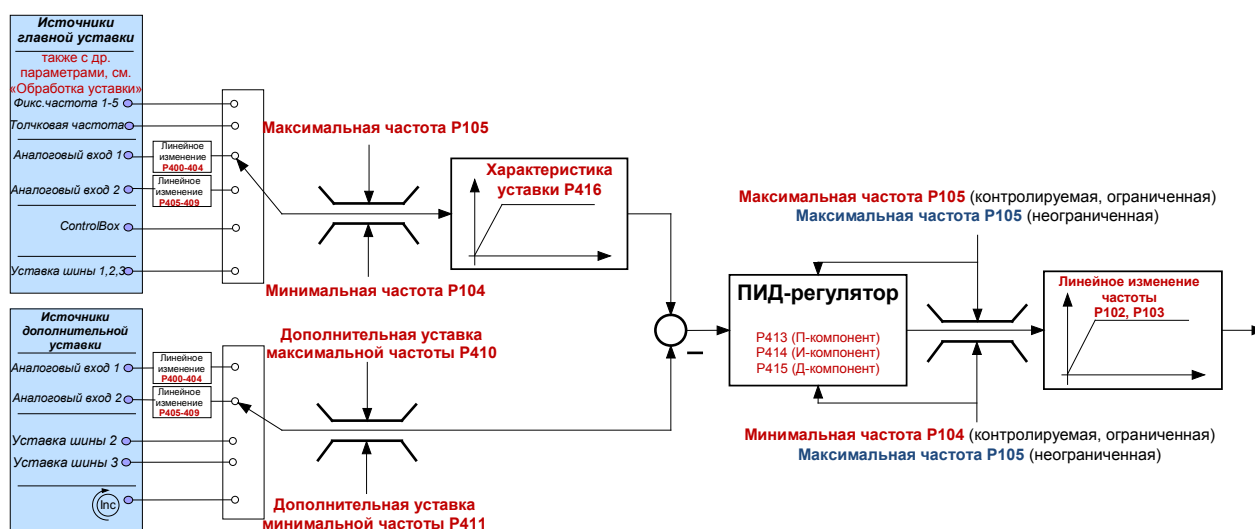 Источники
главной уставки
также с др.
параметрами, см.
«Обработка уставки»
Фикс.частота 1-5
Толчковая частота
Аналоговый вход 1
Линейное
изменение
P400-404
Аналоговый вход 2
Линейное
изменение
P405-409
ControlBox
Уставка шины 1,2,3
Максимальная частота P105
Минимальная частота P104
Характеристика
уставки P416
Источники
дополнительной
уставки
Аналоговый вход 1
Линейное
изменение
P400-404
Аналоговый вход 2
Линейное
изменение
P405-409
Уставка шины 2
Уставка шины 3
Inc
Дополнительная уставка
максимальной частоты P410
Дополнительная уставка
минимальной частоты P411
–
Максимальная частота P105 (контролируемая, ограниченная)
Максимальная частота P105 (неограниченная)
ПИД-регулятор
P413 (П-компонент)
P414 (И-компонент)
P415 (Д-компонент)
Линейное изменение
частоты
P102, P103
Минимальная частота P104 (контролируемая, ограниченная)
Максимальная частота P105 (неограниченная)